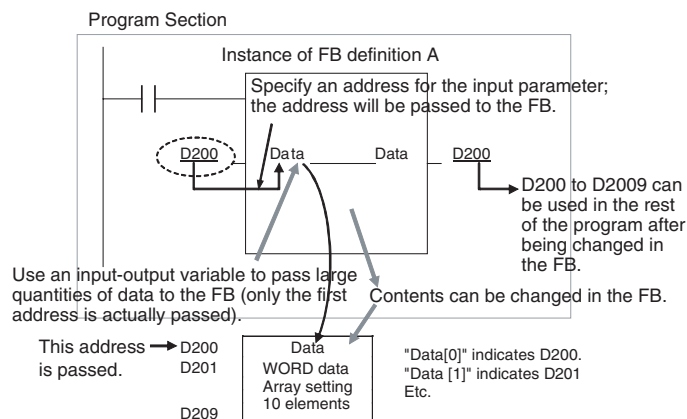 Program Section
Instance of FB definition A
Specify an address for the input parameter;
the address will be passed to the FB.
D200
Data
Data
D200
D200 to D2009 can
be used in the rest
of the program after
being changed in
the FB.
Use an input-output variable to pass large
quantities of data to the FB (only the first
address is actually passed).
Contents can be changed in the FB.
This address
is passed.
D200
D201
D209
Data
WORD data
Array setting
10 elements
"Data[0]" indicates D200.
"Data [1]" indicates D201
Etc.